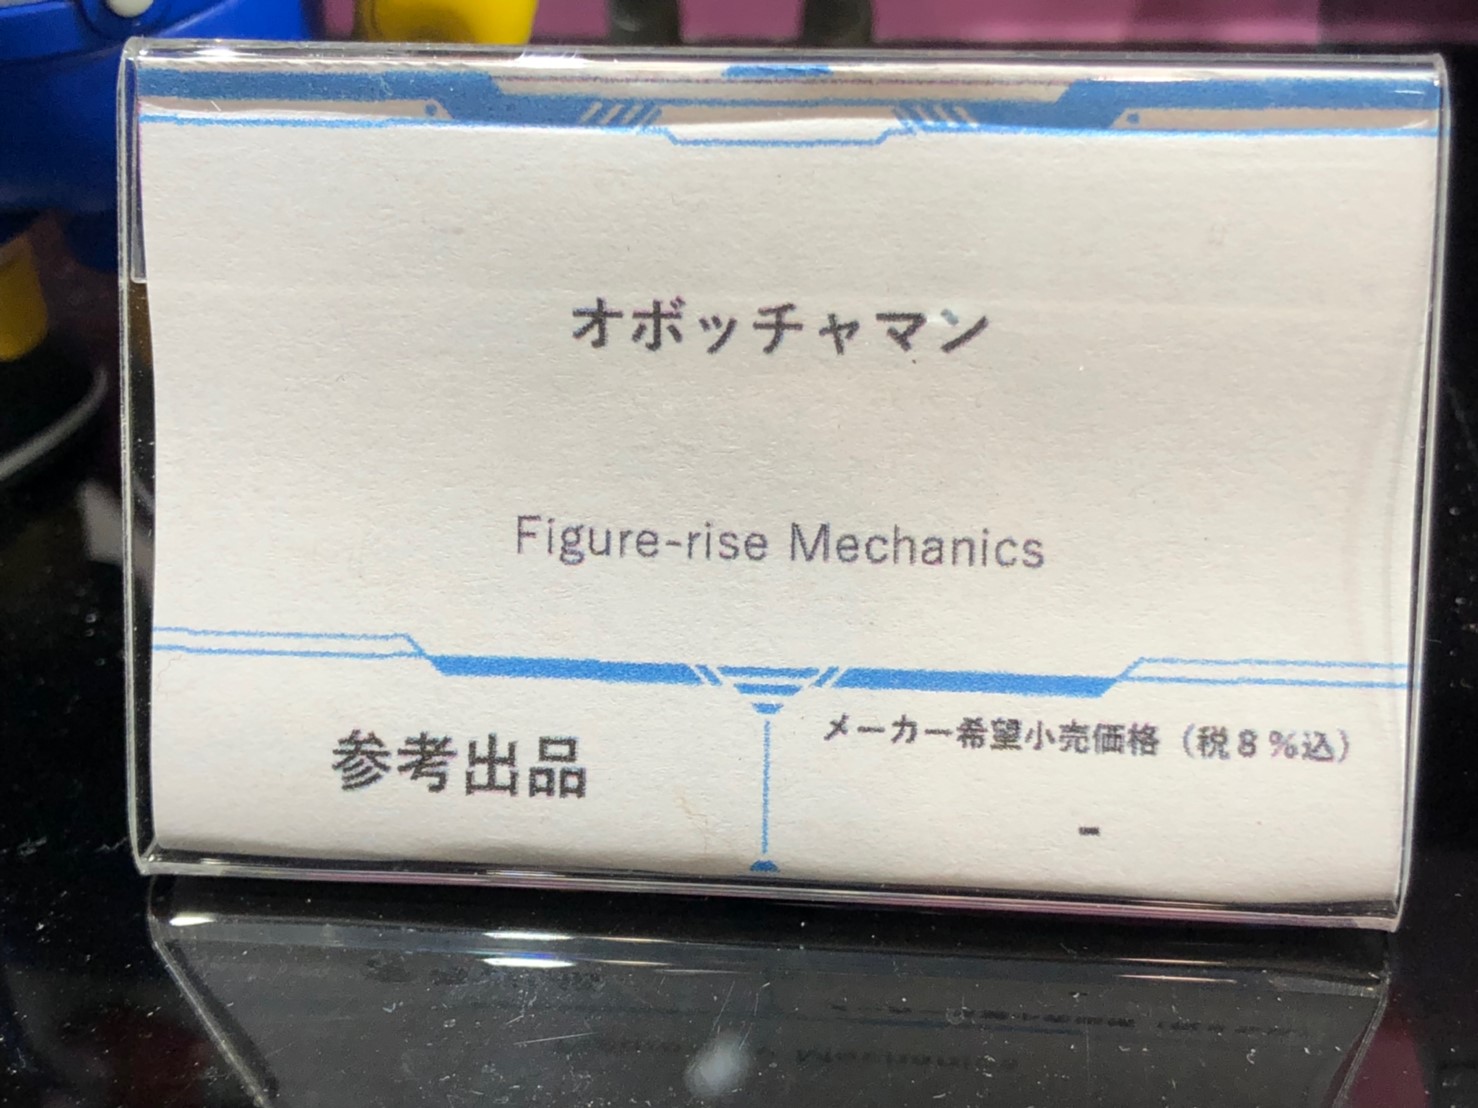 オボッチャマン
Figure-rise Mechanics
参考出品
メーカー希望小売価格（税８％込）
-